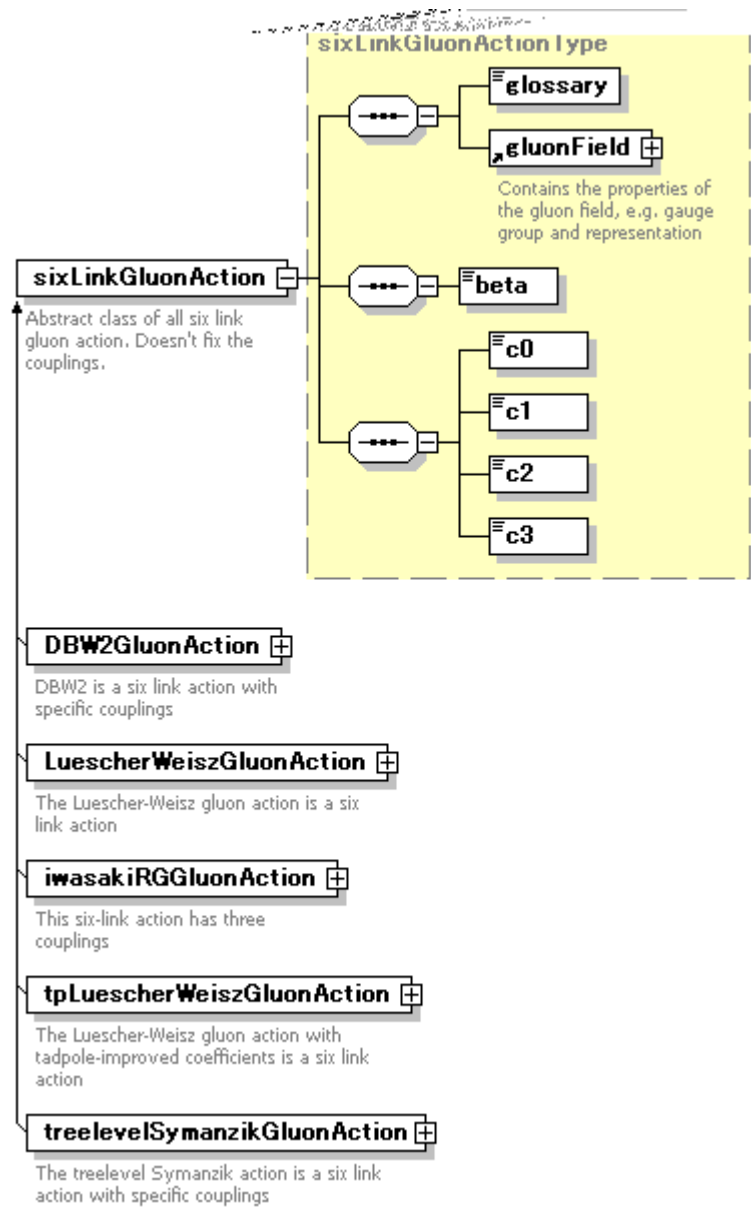 sixLinkGluonActionType
glossary
gluonField
Contains the properties of
the gluon field, e.g. gauge
group and representation
sixLinkGluonAction
Abstract class of all six link
gluon action. Doesn't fix the
couplings.
beta
c0
c1
c2
c3
DBW2GluonAction
DBW2 is a six link action with
specific couplings
LuescherWeiszGluonAction
The Luescher-Weisz gluon action is a six
link action
iwasakiRGGluonAction
This six-link action has three
couplings
tpLuescherWeiszGluonAction
The Luescher-Weisz gluon action with
tadpole-improved coefficients is a six link
action
treelevelSymanzikGluonAction
The treelevel Symanzik action is a six link
action with specific couplings